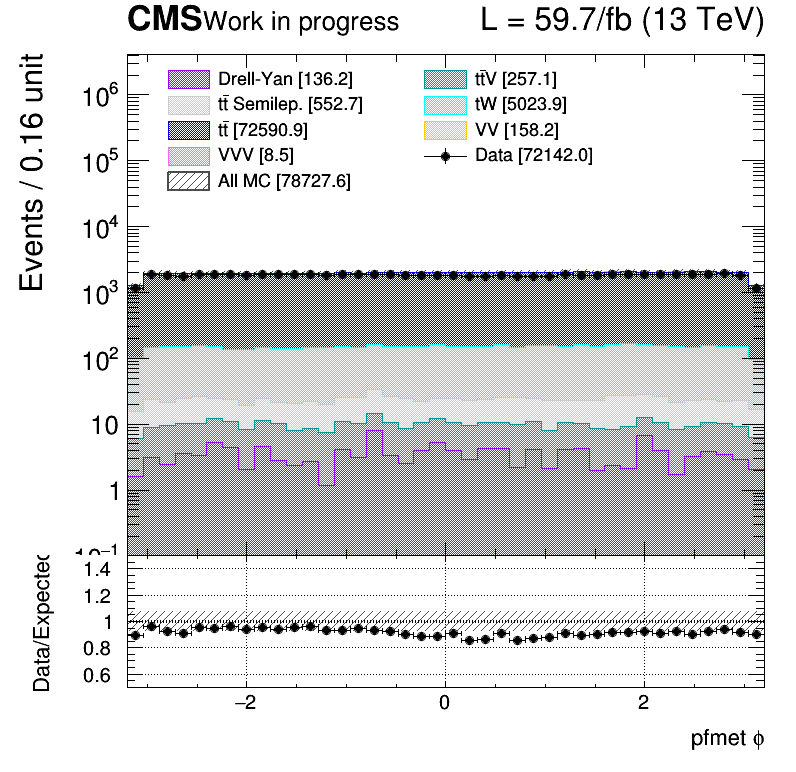 CMS Work in progress L = 59.7/fb (13 TeV)
Events / 0.16 unit
Drell-Yan [136.2] tt̄V [257.1]
tt̄ Semilep. [552.7] tW [5023.9]
tt̄ [72590.9] VV [158.2]
VVV [8.5] Data [72142.0]
All MC [78727.6]
10⁶
10⁵
10⁴
10³
10²
10
1
10⁻¹
Data/Expected
1.4
1.2
1
0.8
0.6
−2 0 2
pfmet ϕ